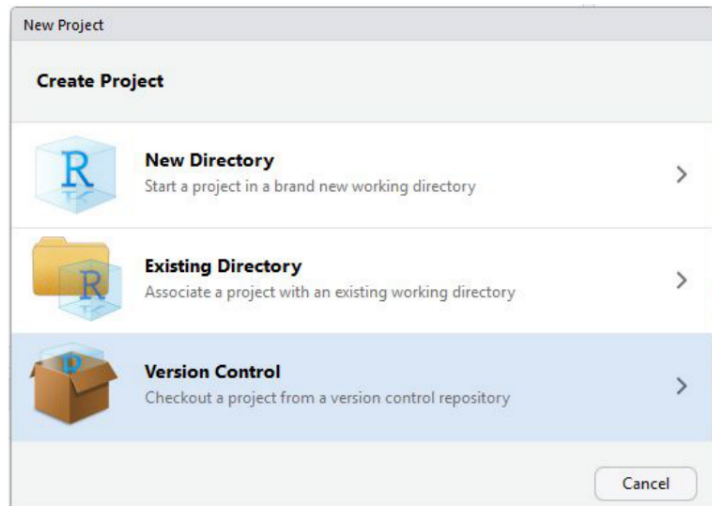 New Project
Create Project
R
New Directory
Start a project in a brand new working directory
R
Existing Directory
Associate a project with an existing working directory
R
Version Control
Checkout a project from a version control repository
Cancel